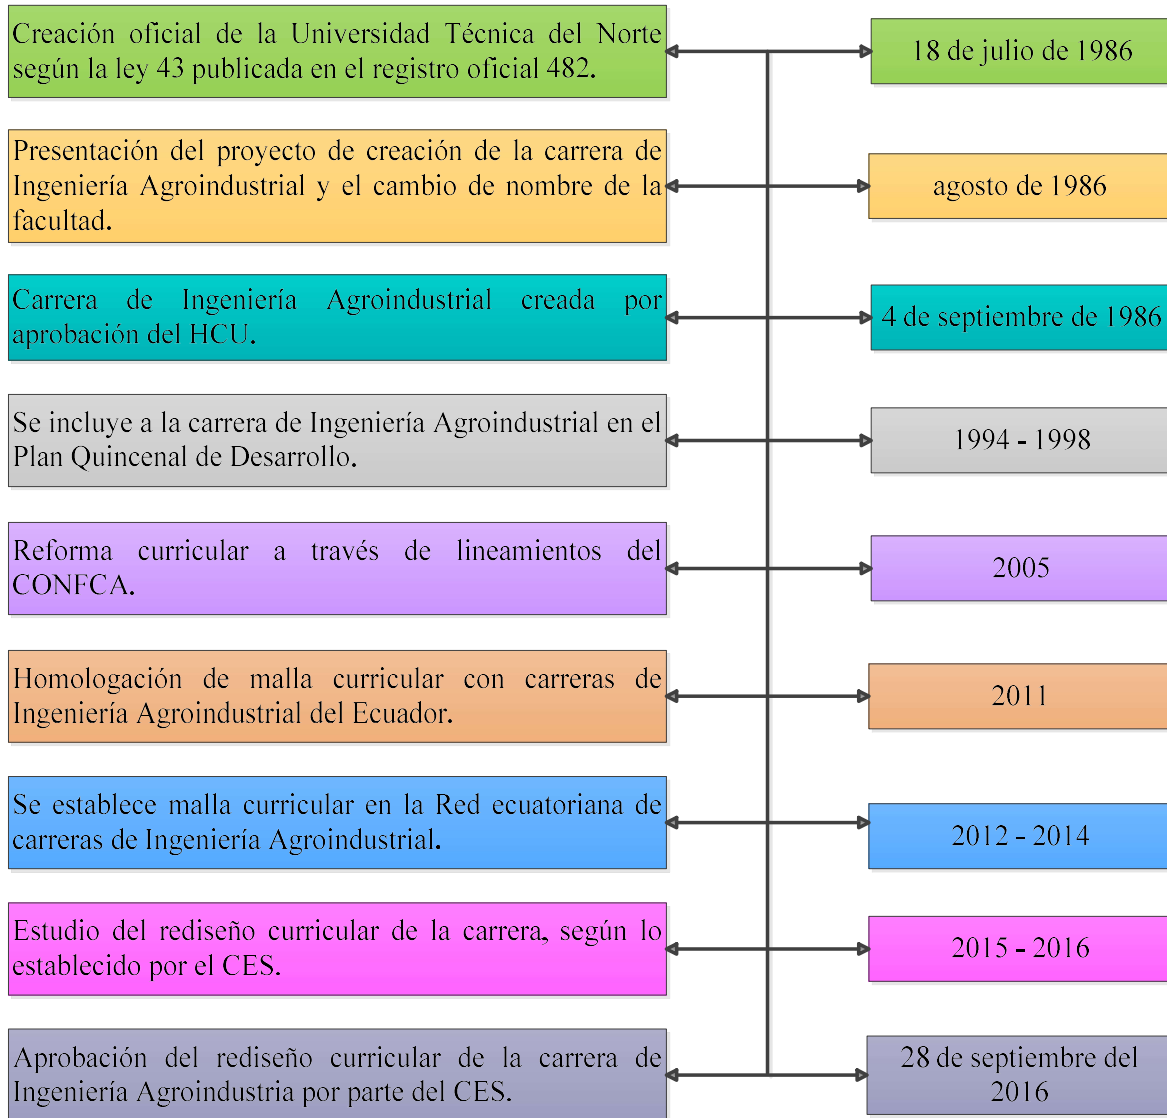 Creación oficial de la Universidad Técnica del Norte
según la ley 43 publicada en el registro oficial 482.
18 de julio de 1986
Presentación del proyecto de creación de la carrera de
Ingeniería Agroindustrial y el cambio de nombre de la
facultad.
agosto de 1986
Carrera de Ingeniería Agroindustrial creada por
aprobación del HCU.
4 de septiembre de 1986
Se incluye a la carrera de Ingeniería Agroindustrial en el
Plan Quincenal de Desarrollo.
1994 - 1998
Reforma curricular a través de lineamientos del
CONFCA.
2005
Homologación de malla curricular con carreras de
Ingeniería Agroindustrial del Ecuador.
2011
Se establece malla curricular en la Red ecuatoriana de
carreras de Ingeniería Agroindustrial.
2012 - 2014
Estudio del rediseño curricular de la carrera, según lo
establecido por el CES.
2015 - 2016
Aprobación del rediseño curricular de la carrera de
Ingeniería Agroindustria por parte del CES.
28 de septiembre del
2016